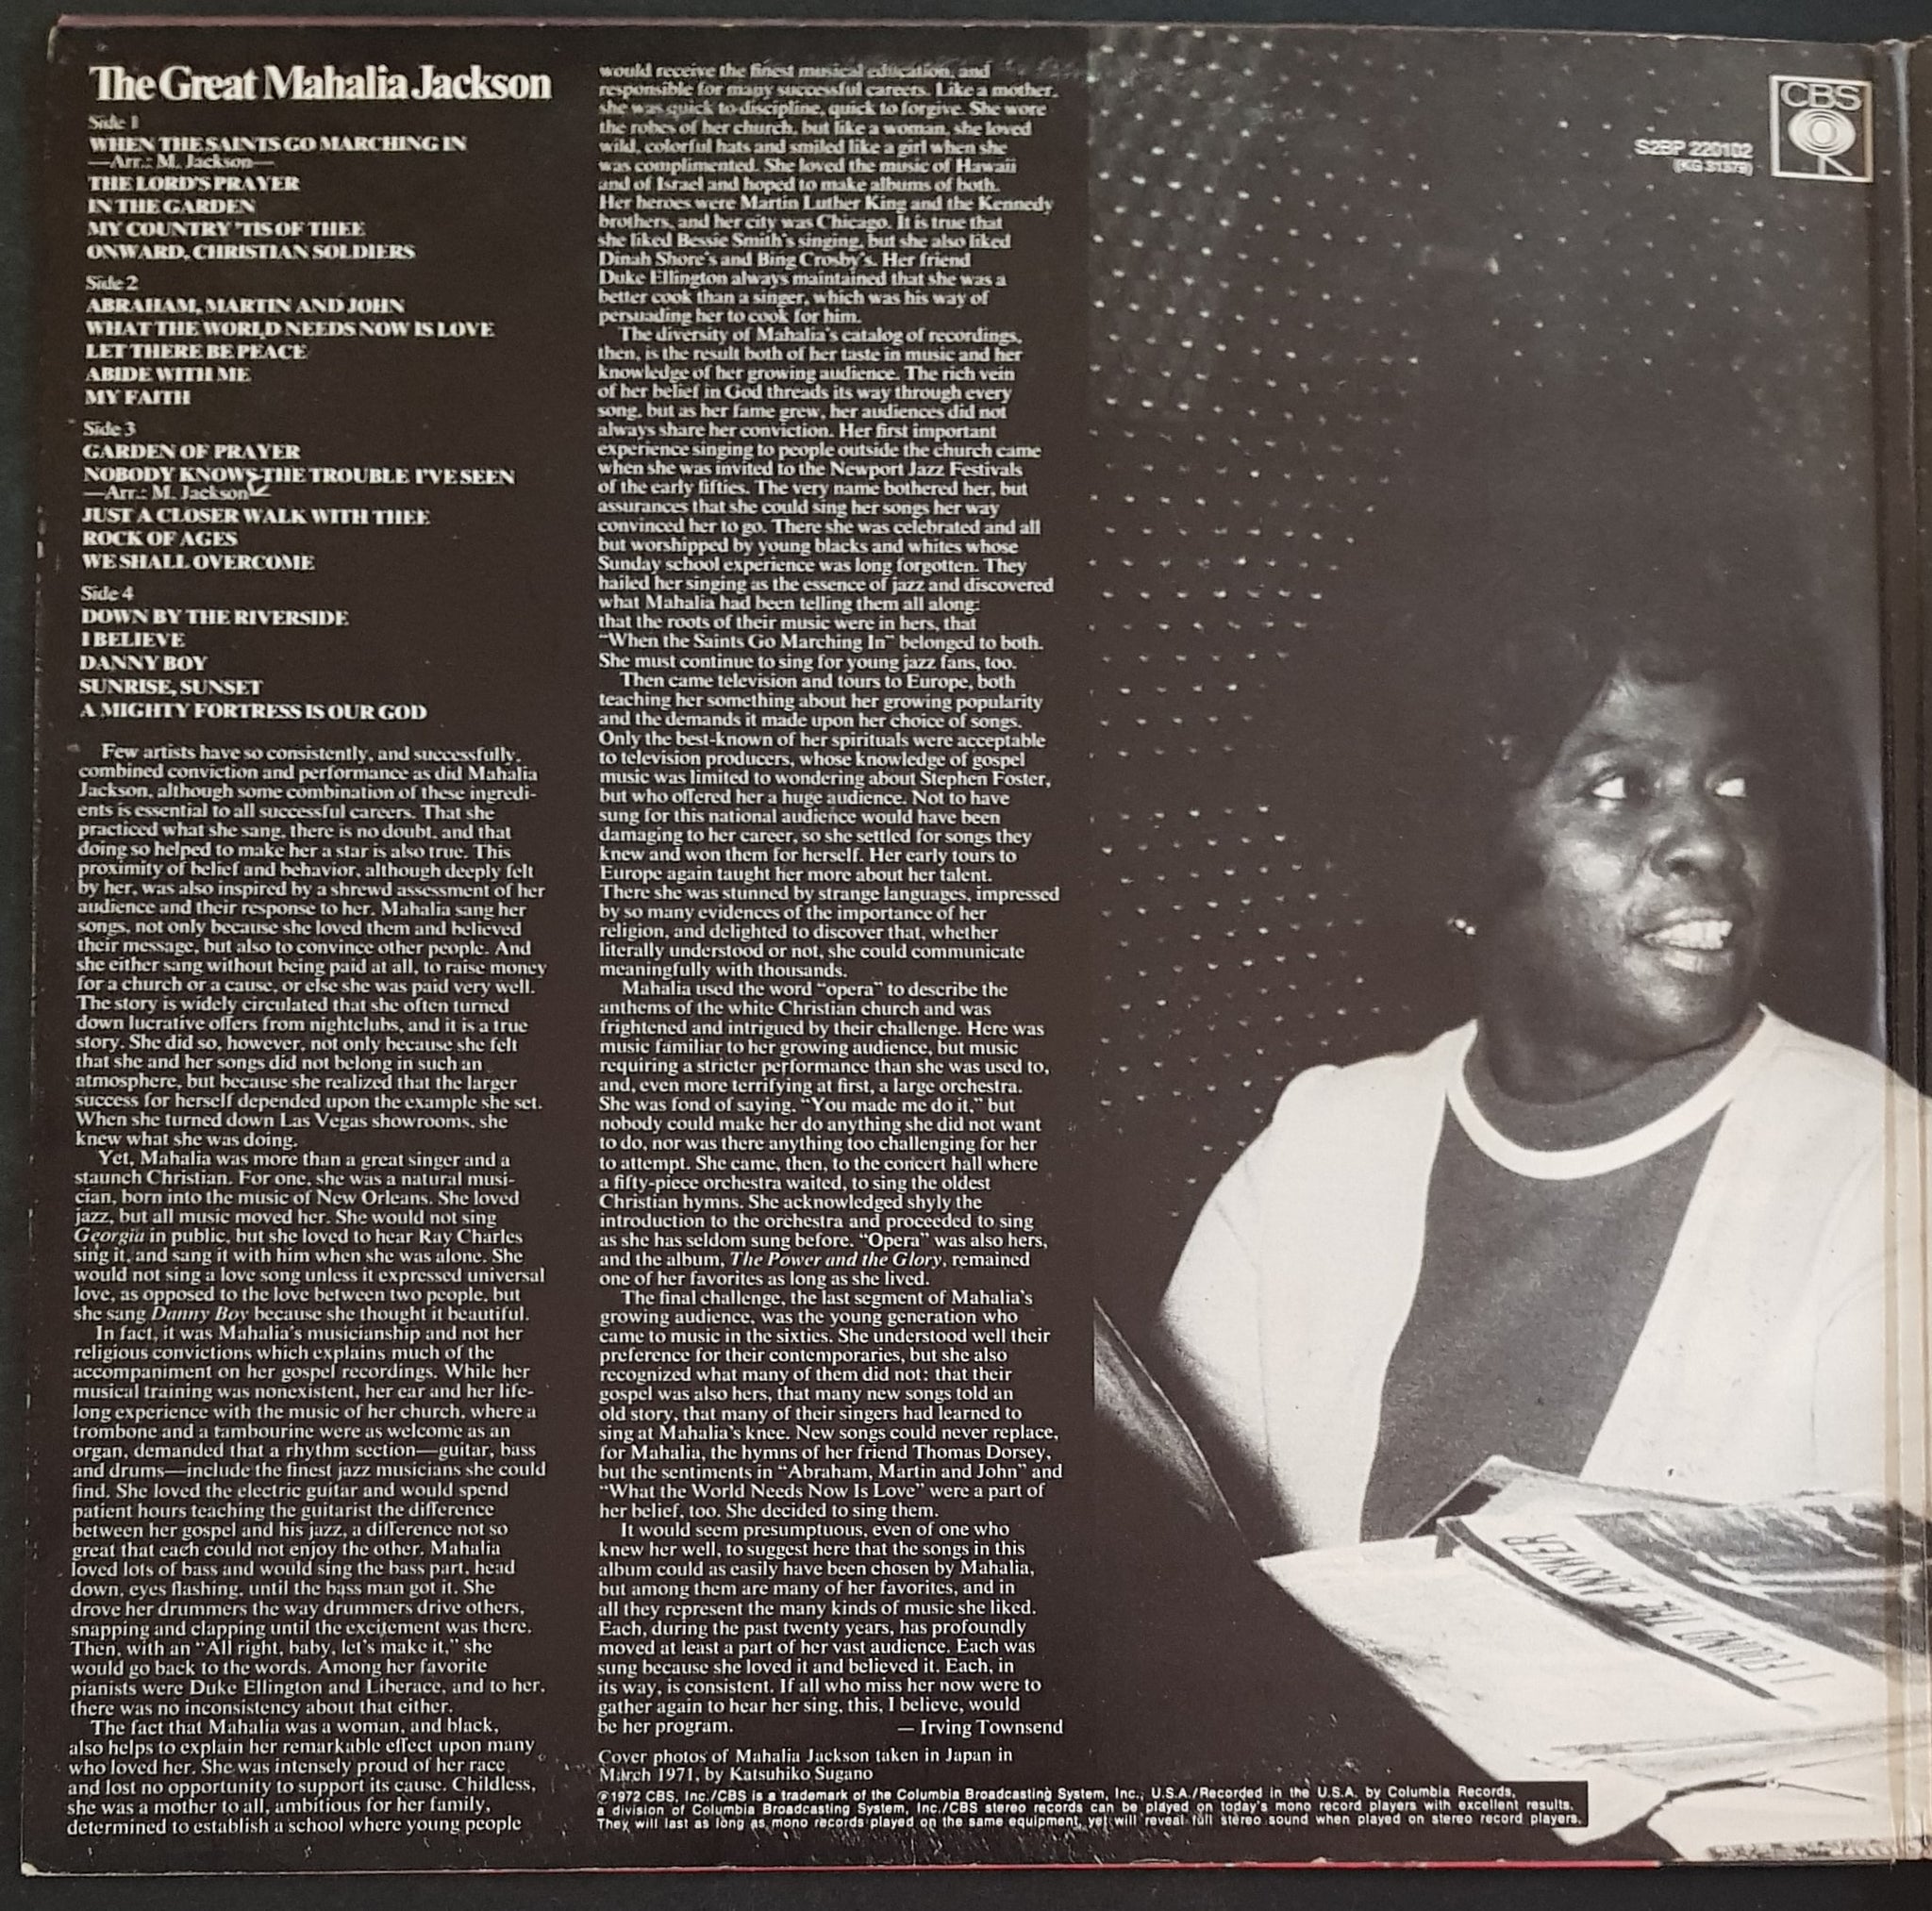 The Great Mahalia Jackson
Side 1
WHEN THE SAINTS GO MARCHING IN
—Arr.: M. Jackson—
THE LORD'S PRAYER
IN THE GARDEN
MY COUNTRY 'TIS OF THEE
ONWARD, CHRISTIAN SOLDIERS
Side 2
ABRAHAM, MARTIN AND JOHN
WHAT THE WORLD NEEDS NOW IS LOVE
LET THERE BE PEACE
ABIDE WITH ME
MY FAITH
Side 3
GARDEN OF PRAYER
NOBODY KNOWS THE TROUBLE I'VE SEEN
—Arr.: M. Jackson
JUST A CLOSER WALK WITH THEE
ROCK OF AGES
WE SHALL OVERCOME
Side 4
DOWN BY THE RIVERSIDE
I BELIEVE
DANNY BOY
SUNRISE, SUNSET
A MIGHTY FORTRESS IS OUR GOD
Few artists have so consistently, and successfully,
combined conviction and performance as did Mahalia
Jackson, although some combination of these ingredi-
ents is essential to all successful careers. That she
practiced what she sang, there is no doubt, and that
doing so helped to make her a star is also true. This
proximity of belief and behavior, although deeply felt
by her, was also inspired by a shrewd assessment of her
audience and their response to her. Mahalia sang her
songs, not only because she loved them and believed
their message, but also to convince other people. And
she either sang without being paid at all, to raise money
for a church or a cause, or else she was paid very well.
The story is widely circulated that she often turned
down lucrative offers from nightclubs, and it is a true
story. She did so, however, not only because she felt
that she and her songs did not belong in such an
atmosphere, but because she realized that the larger
success for herself depended upon the example she set.
When she turned down Las Vegas showrooms, she
knew what she was doing.
Yet, Mahalia was more than a great singer and a
staunch Christian. For one, she was a natural musi-
cian, born into the music of New Orleans. She loved
jazz, but all music moved her. She would not sing
Georgia in public, but she loved to hear Ray Charles
sing it, and sang it with him when she was alone. She
would not sing a love song unless it expressed universal
love, as opposed to the love between two people, but
she sang Danny Boy because she thought it beautiful.
In fact, it was Mahalia's musicianship and not her
religious convictions which explains much of the
accompaniment on her gospel recordings. While her
musical training was nonexistent, her ear and her life-
long experience with the music of her church, where a
trombone and a tambourine were as welcome as an
organ, demanded that a rhythm section—guitar, bass
and drums—include the finest jazz musicians she could
find. She loved the electric guitar and would spend
patient hours teaching the guitarist the difference
between her gospel and his jazz, a difference not so
great that each could not enjoy the other. Mahalia
loved lots of bass and would sing the bass part, head
down, eyes flashing, until the bass man got it. She
drove her drummers the way drummers drive others,
snapping and clapping until the excitement was there.
Then, with an “All right, baby, let's make it,” she
would go back to the words. Among her favorite
pianists were Duke Ellington and Liberace, and to her,
there was no inconsistency about that either.
The fact that Mahalia was a woman, and black,
also helps to explain her remarkable effect upon many
who loved her. She was intensely proud of her race
and lost no opportunity to support its cause. Childless,
she was a mother to all, ambitious for her family,
determined to establish a school where young people
would receive the finest musical education, and
responsible for many successful careers. Like a mother,
she was quick to discipline, quick to forgive. She wore
the robes of her church, but like a woman, she loved
wild, colorful hats and smiled like a girl when she
was complimented. She loved the music of Hawaii
and of Israel and hoped to make albums of both.
Her heroes were Martin Luther King and the Kennedy
brothers, and her city was Chicago. It is true that
she liked Bessie Smith's singing, but she also liked
Dinah Shore's and Bing Crosby's. Her friend
Duke Ellington always maintained that she was a
better cook than a singer, which was his way of
persuading her to cook for him.
The diversity of Mahalia's catalog of recordings,
then, is the result both of her taste in music and her
knowledge of her growing audience. The rich vein
of her belief in God threads its way through every
song, but as her fame grew, her audiences did not
always share her conviction. Her first important
experience singing to people outside the church came
when she was invited to the Newport Jazz Festivals
of the early fifties. The very name bothered her, but
assurances that she could sing her songs her way
convinced her to go. There she was celebrated and all
but worshipped by young blacks and whites whose
Sunday school experience was long forgotten. They
hailed her singing as the essence of jazz and discovered
what Mahalia had been telling them all along:
that the roots of their music were in hers, that
“When the Saints Go Marching In” belonged to both.
She must continue to sing for young jazz fans, too.
Then came television and tours to Europe, both
teaching her something about her growing popularity
and the demands it made upon her choice of songs.
Only the best-known of her spirituals were acceptable
to television producers, whose knowledge of gospel
music was limited to wondering about Stephen Foster,
but who offered her a huge audience. Not to have
sung for this national audience would have been
damaging to her career, so she settled for songs they
knew and won them for herself. Her early tours to
Europe again taught her more about her talent.
There she was stunned by strange languages, impressed
by so many evidences of the importance of her
religion, and delighted to discover that, whether
literally understood or not, she could communicate
meaningfully with thousands.
Mahalia used the word “opera” to describe the
anthems of the white Christian church and was
frightened and intrigued by their challenge. Here was
music familiar to her growing audience, but music
requiring a stricter performance than she was used to,
and, even more terrifying at first, a large orchestra.
She was fond of saying, “You made me do it,” but
nobody could make her do anything she did not want
to do, nor was there anything too challenging for her
to attempt. She came, then, to the concert hall where
a fifty-piece orchestra waited, to sing the oldest
Christian hymns. She acknowledged shyly the
introduction to the orchestra and proceeded to sing
as she has seldom sung before. “Opera” was also hers,
and the album, The Power and the Glory, remained
one of her favorites as long as she lived.
The final challenge, the last segment of Mahalia's
growing audience, was the young generation who
came to music in the sixties. She understood well their
preference for their contemporaries, but she also
recognized what many of them did not: that their
gospel was also hers, that many new songs told an
old story, that many of their singers had learned to
sing at Mahalia's knee. New songs could never replace,
for Mahalia, the hymns of her friend Thomas Dorsey,
but the sentiments in “Abraham, Martin and John” and
“What the World Needs Now Is Love” were a part of
her belief, too. She decided to sing them.
It would seem presumptuous, even of one who
knew her well, to suggest here that the songs in this
album could as easily have been chosen by Mahalia,
but among them are many of her favorites, and in
all they represent the many kinds of music she liked.
Each, during the past twenty years, has profoundly
moved at least a part of her vast audience. Each was
sung because she loved it and believed it. Each, in
its way, is consistent. If all who miss her now were to
gather again to hear her sing, this, I believe, would
be her program. — Irving Townsend
Cover photos of Mahalia Jackson taken in Japan in
March 1971, by Katsuhiko Sugano
℗1972 CBS, Inc./CBS is a trademark of the Columbia Broadcasting System, Inc., U.S.A./Recorded in the U.S.A. by Columbia Records,
a division of Columbia Broadcasting System, Inc./CBS stereo records can be played on today's mono record players with excellent results.
They will last as long as mono records played on the same equipment, yet will reveal full stereo sound when played on stereo record players.
CBS
S2BP 220102
(KG 31379)
I FOUND THE ANSWER